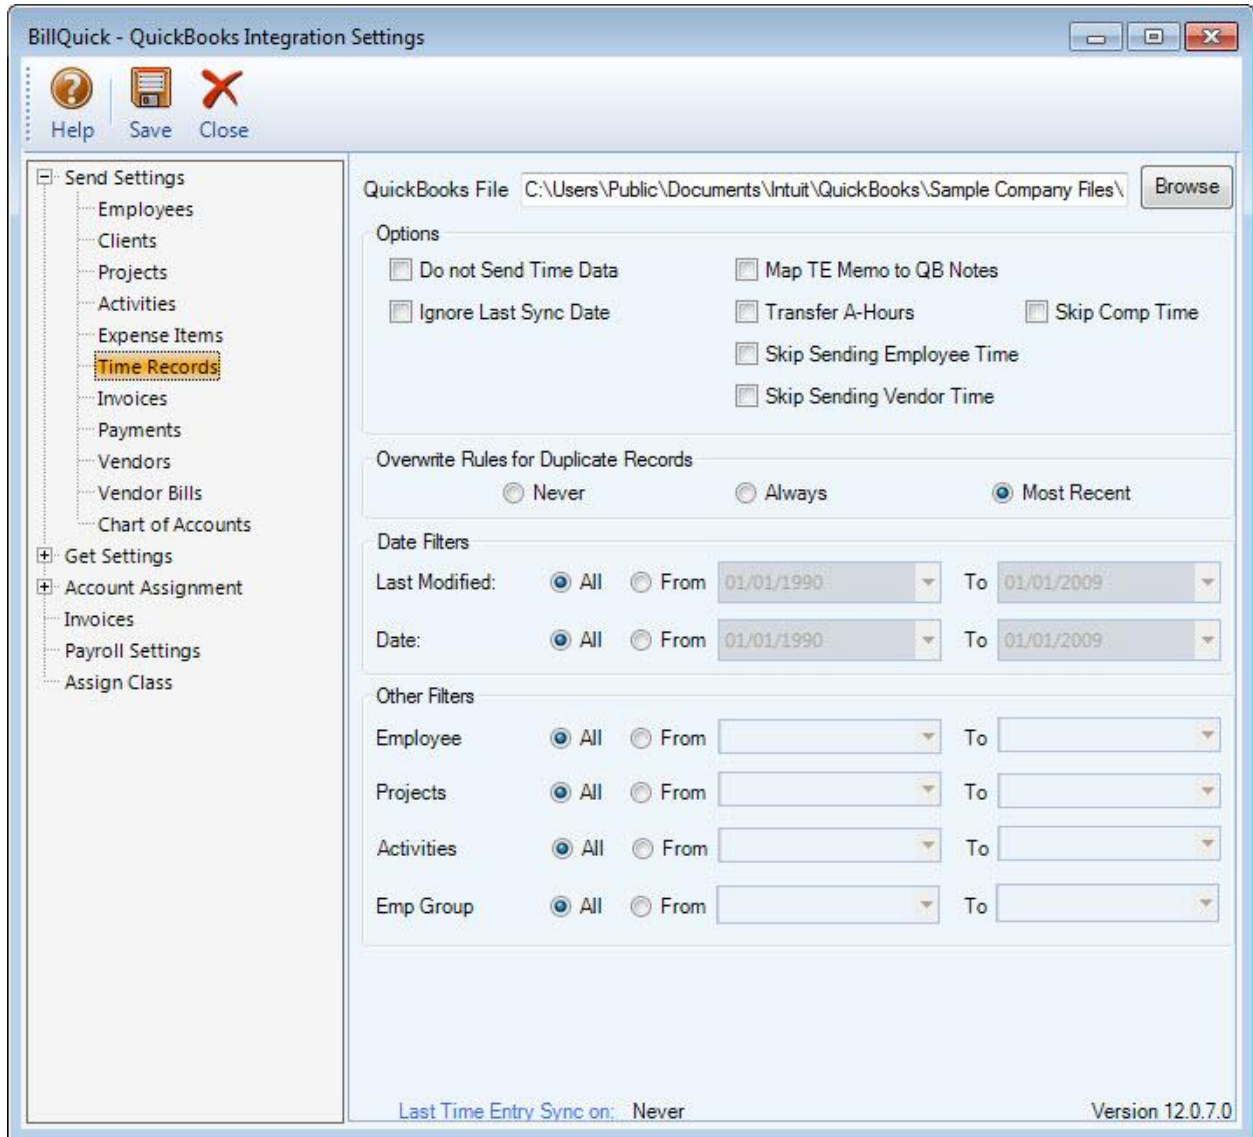 BillQuick - QuickBooks Integration Settings
Help Save Close
Send Settings
Employees
Clients
Projects
Activities
Expense Items
Time Records
Invoices
Payments
Vendors
Vendor Bills
Chart of Accounts
Get Settings
Account Assignment
Invoices
Payroll Settings
Assign Class
QuickBooks File C:\Users\Public\Documents\Intuit\QuickBooks\Sample Company Files\ Browse
Options
Do not Send Time Data Map TE Memo to QB Notes
Ignore Last Sync Date Transfer A-Hours Skip Comp Time
Skip Sending Employee Time
Skip Sending Vendor Time
Overwrite Rules for Duplicate Records
Never Always Most Recent
Date Filters
Last Modified: All From 01/01/1990 To 01/01/2009
Date: All From 01/01/1990 To 01/01/2009
Other Filters
Employee All From To
Projects All From To
Activities All From To
Emp Group All From To
Last Time Entry Sync on: Never Version 12.0.7.0